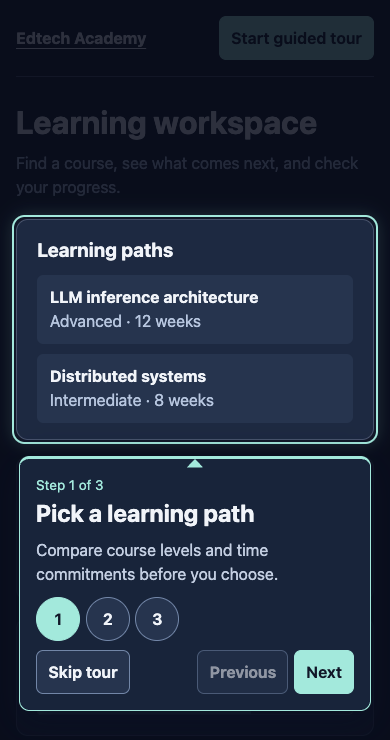 Edtech Academy
Start guided tour
Learning workspace
Find a course, see what comes next, and check
your progress.
Learning paths
LLM inference architecture
Advanced · 12 weeks
Distributed systems
Intermediate · 8 weeks
Step 1 of 3
Pick a learning path
Compare course levels and time
commitments before you choose.
1 2 3
Skip tour
Previous
Next